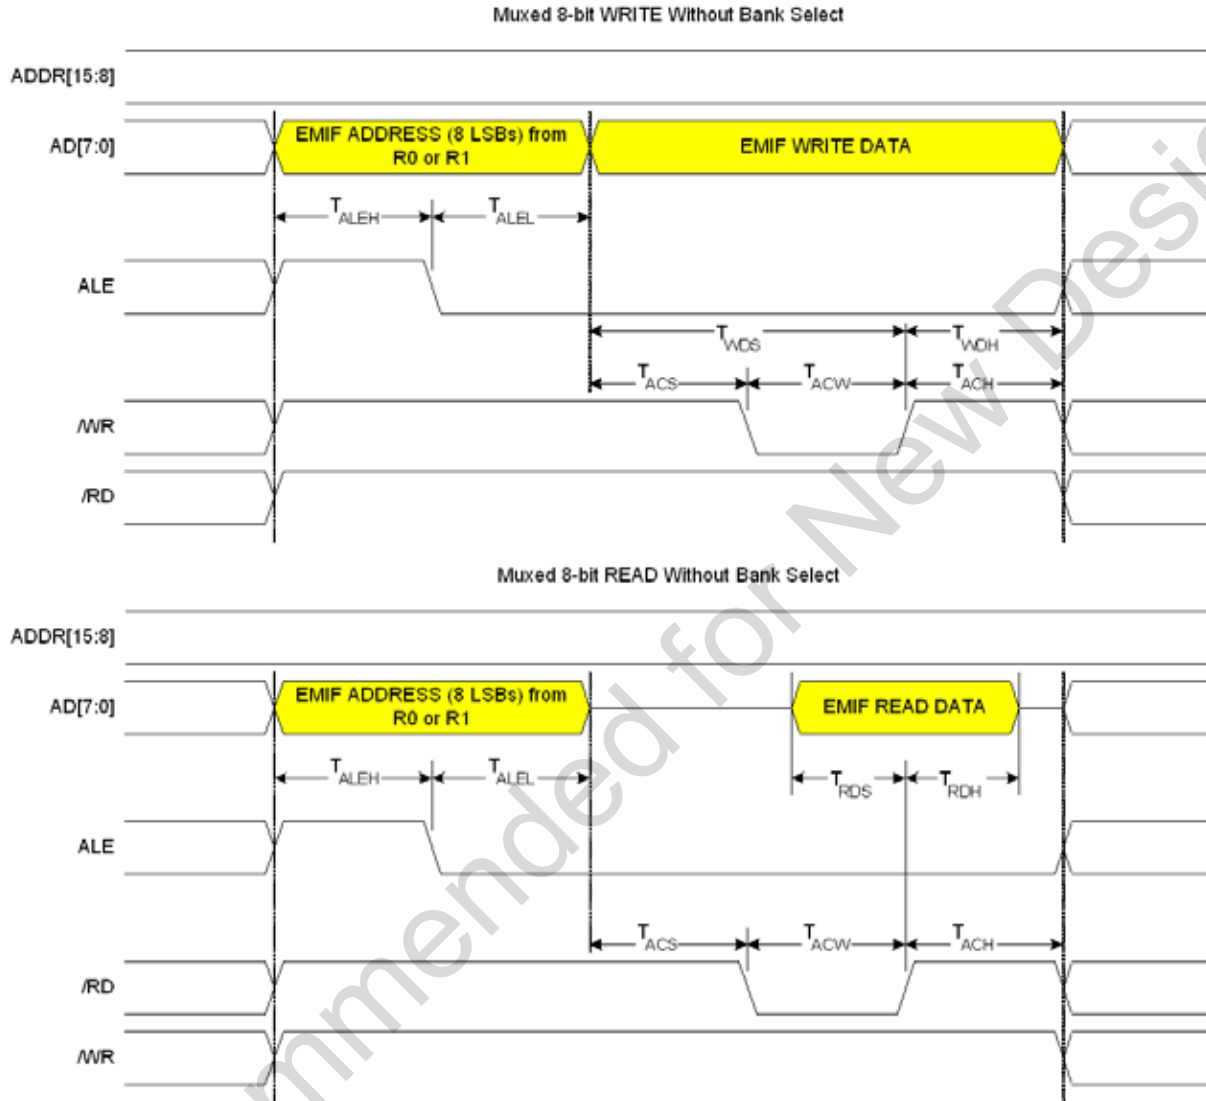 Muxed 8-bit WRITE Without Bank Select
ADDR[15:8]
AD[7:0]
EMIF ADDRESS (8 LSBs) from
R0 or R1
EMIF WRITE DATA
TALEH
TALEL
ALE
TWDS
TWDH
TACS
TACW
TACH
/WR
/RD
Muxed 8-bit READ Without Bank Select
ADDR[15:8]
AD[7:0]
EMIF ADDRESS (8 LSBs) from
R0 or R1
EMIF READ DATA
TALEH
TALEL
TRDS
TRDH
ALE
TACS
TACW
TACH
/RD
/WR
mmended for New Desig